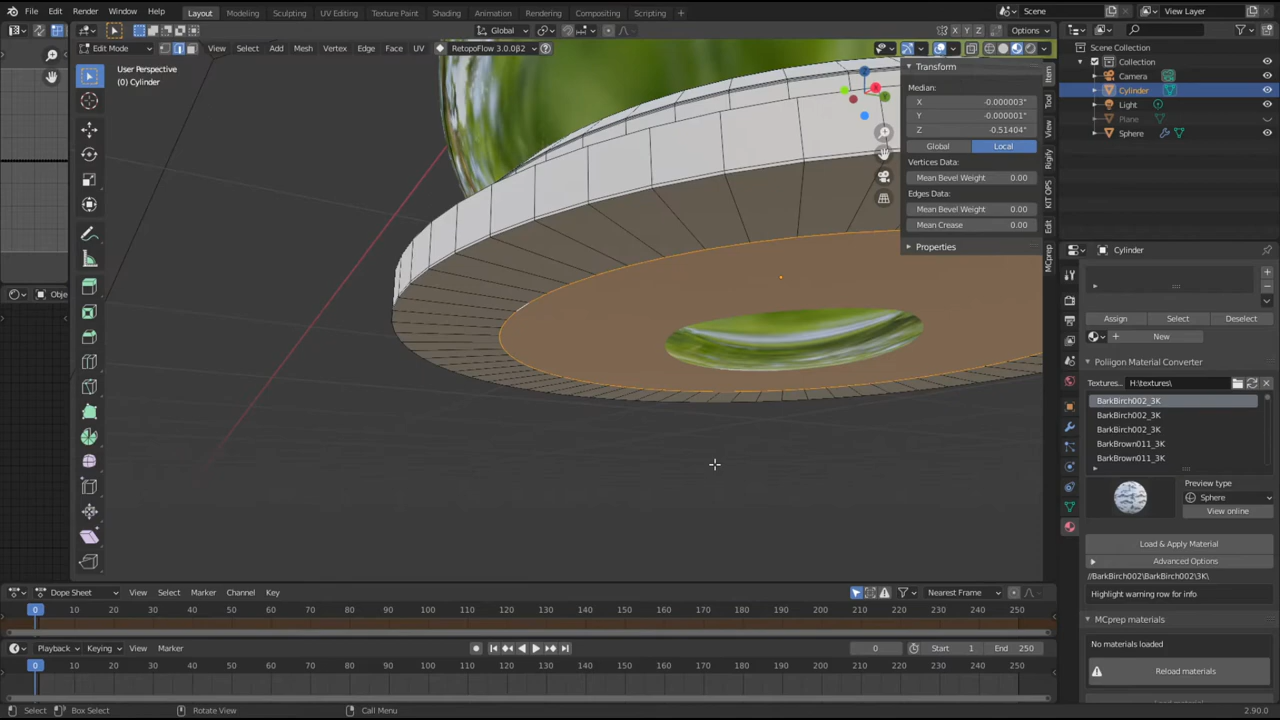 File Edit Render Window Help Layout Modeling Sculpting UV Editing Texture Paint Shading Animation Rendering Compositing Scripting + Scene View Layer
Global Options
Edit Mode View Select Add Mesh Vertex Edge Face UV RetopoFlow 3.0.0β2
User Perspective
(0) Cylinder
Transform
Median:
X -0.000003"
Y -0.000001"
Z -0.51404"
Global Local
Vertices Data:
Mean Bevel Weight 0.00
Edges Data:
Mean Bevel Weight 0.00
Mean Crease 0.00
Properties
Item
Tool
View
Rigify
KIT OPS
Edit
MCprep
Z
X
Y
Obje
Scene Collection
Collection
Camera
Cylinder
Light
Plane
Sphere
Cylinder
Assign Select Deselect
New
Poliigon Material Converter
Textures.. H:\textures\
BarkBirch002_3K
BarkBirch002_3K
BarkBirch002_3K
BarkBrown011_3K
BarkBrown011_3K
Preview type
Sphere
View online
Load & Apply Material
Advanced Options
//BarkBirch002\BarkBirch002\3K\
Highlight warning row for info
MCprep materials
No materials loaded
Reload materials
Dope Sheet View Select Marker Channel Key Nearest Frame
0 10 20 30 40 50 60 70 80 90 100 110 120 130 140 150 160 170 180 190 200 210 220 230 240 250
Playback Keying View Marker 0 Start 1 End 250
0 10 20 30 40 50 60 70 80 90 100 110 120 130 140 150 160 170 180 190 200 210 220 230 240 250
Select Box Select Rotate View Call Menu 2.90.0